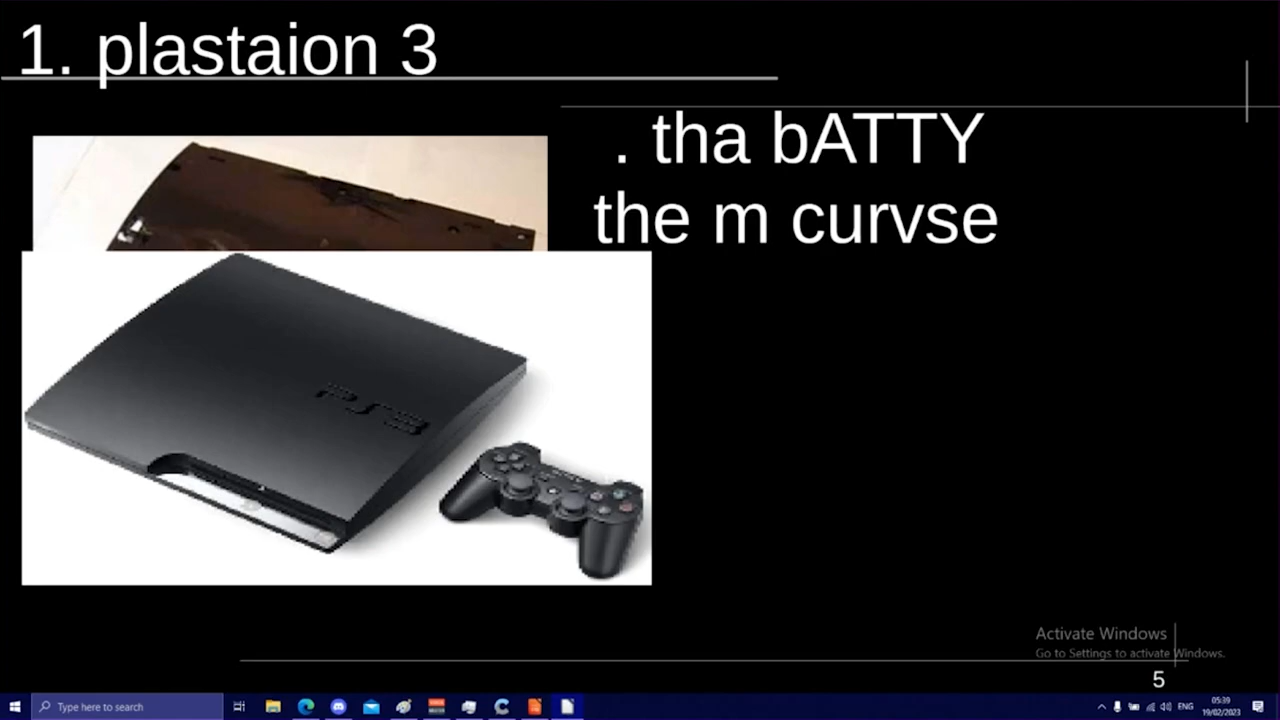 1. plastaion 3
. tha bATTY
the m curvse
PS3
Activate Windows
Go to Settings to activate Windows.
5
Type here to search
ENG
05:39
19/02/2023